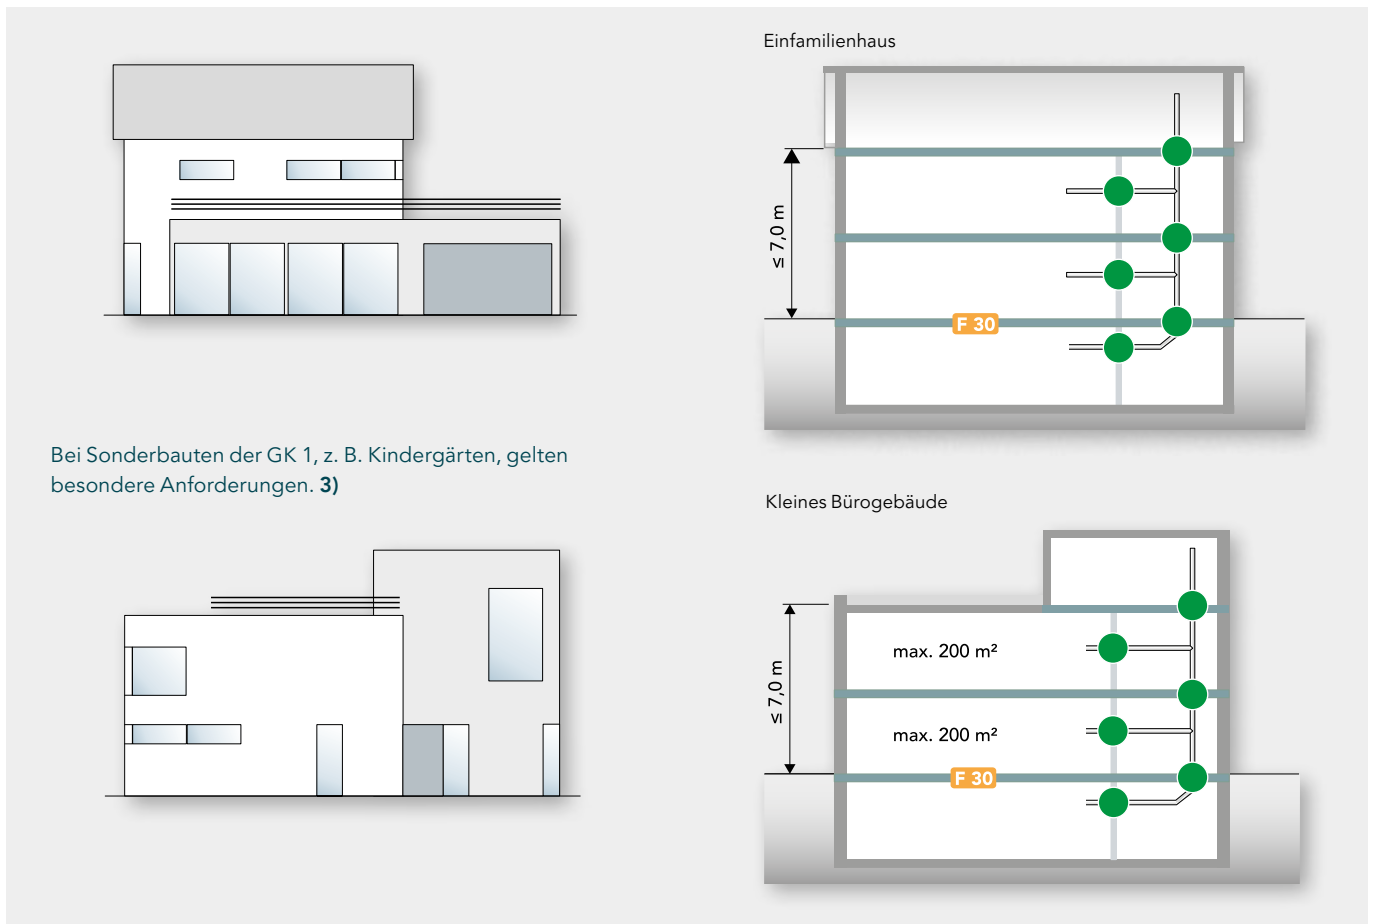 Einfamilienhaus
≤ 7,0 m
F 30
Bei Sonderbauten der GK 1, z. B. Kindergärten, gelten
besondere Anforderungen. 3)
Kleines Bürogebäude
max. 200 m²
≤ 7,0 m
max. 200 m²
F 30